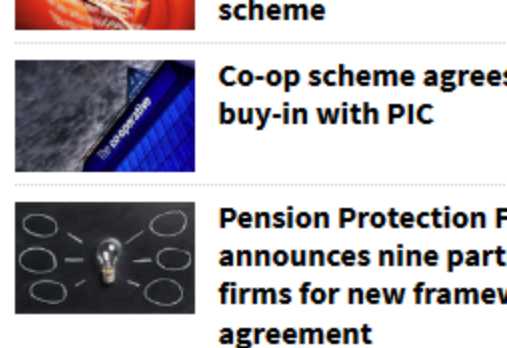 scheme
Co-op scheme agrees
buy-in with PIC
The co-operative
Pension Protection F
announces nine part
firms for new framew
agreement